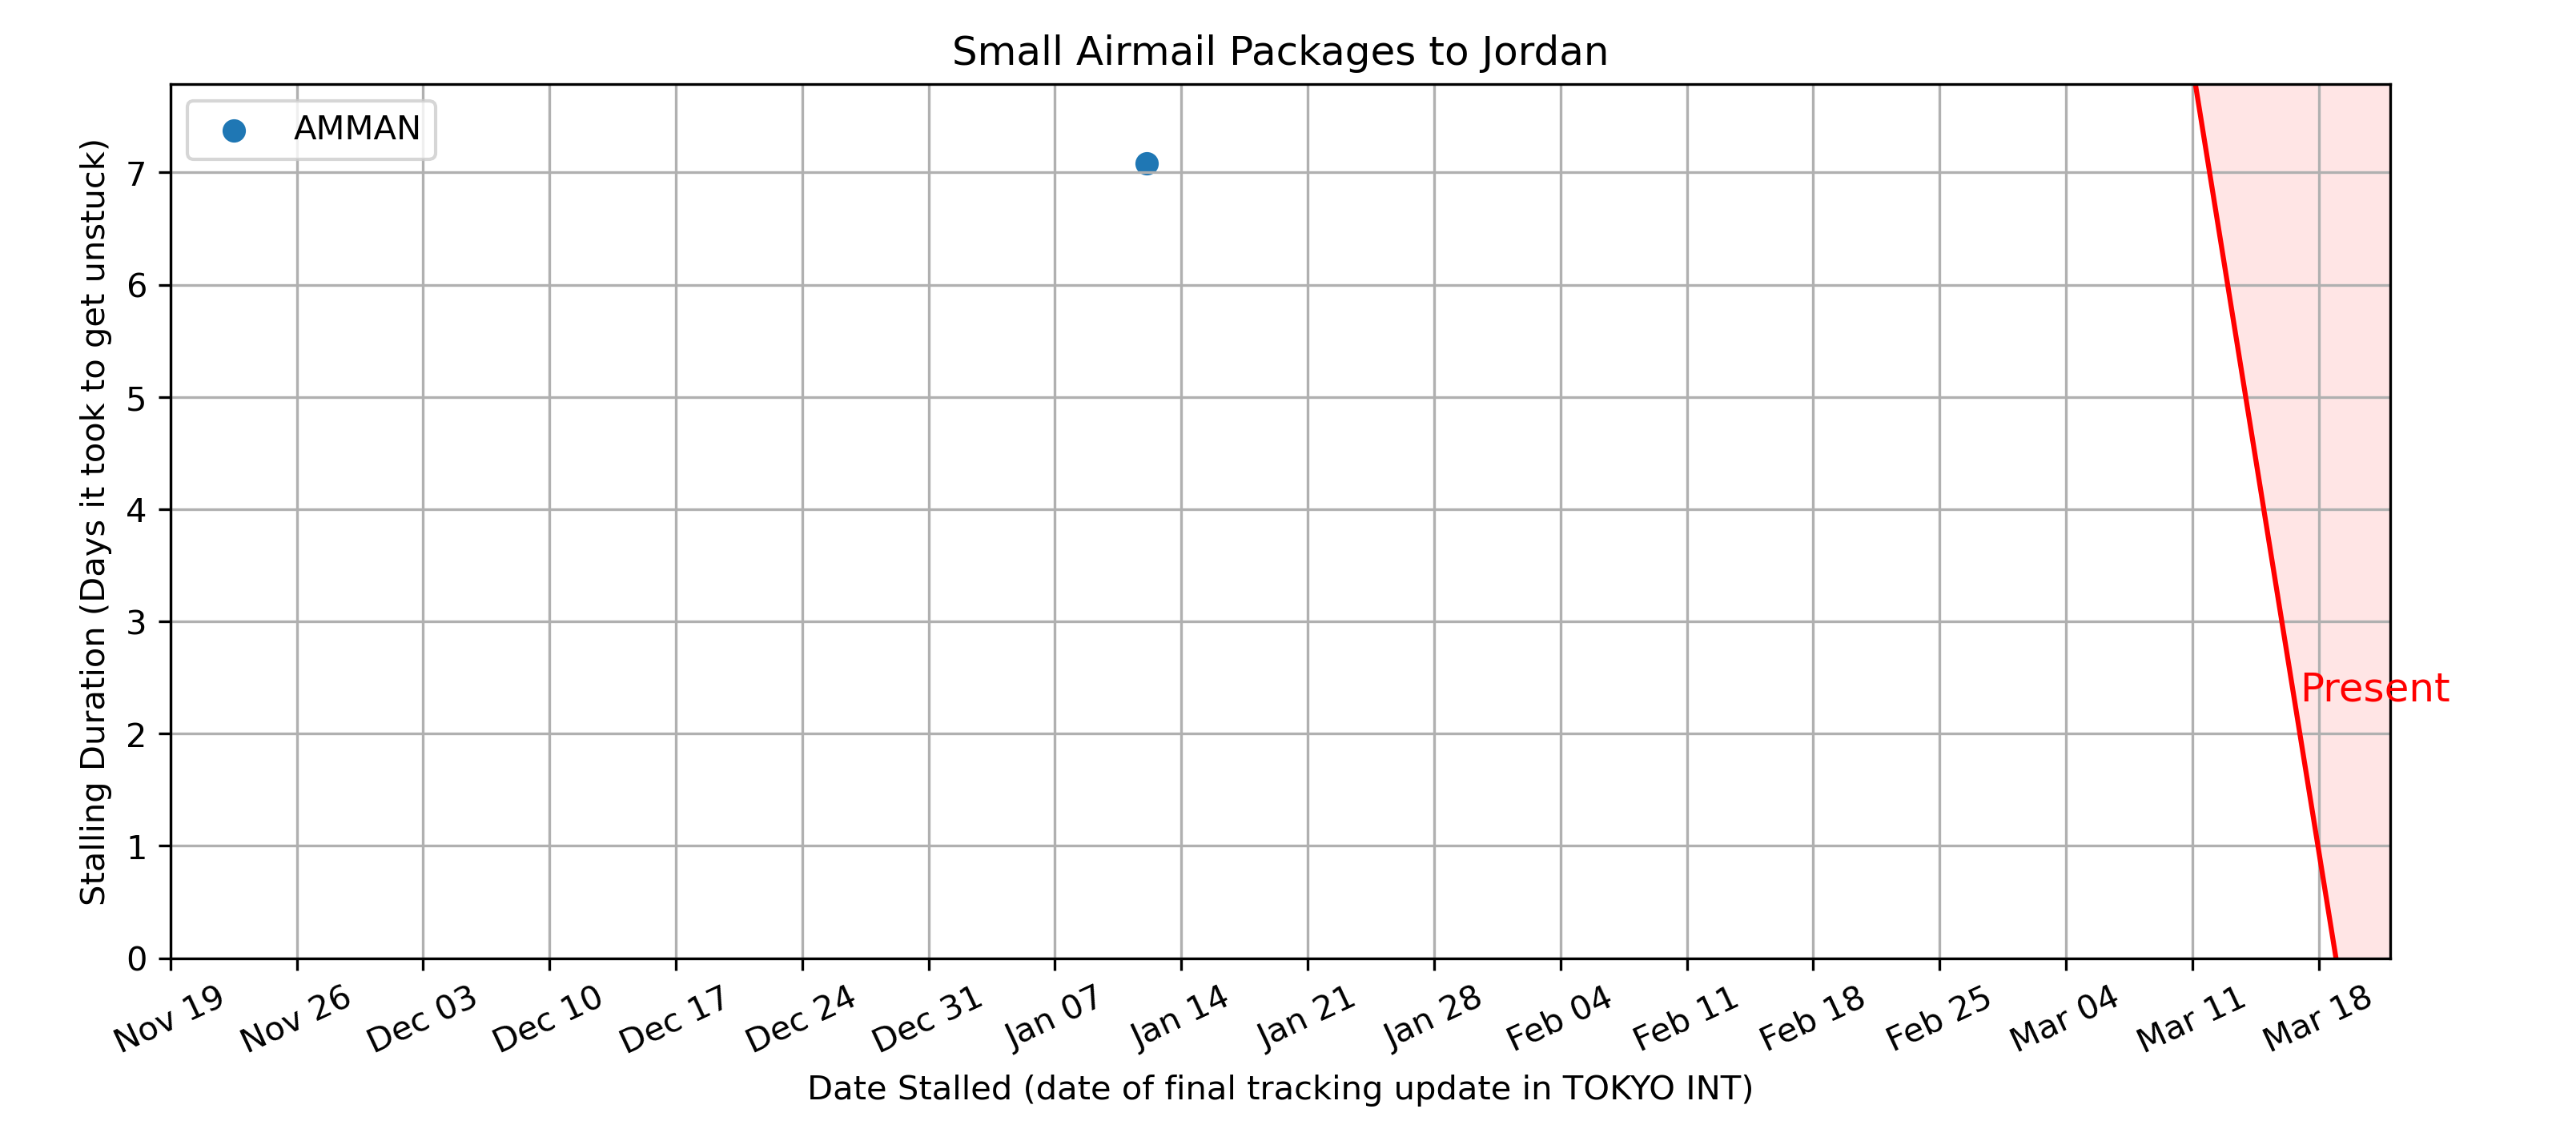 Small Airmail Packages to Jordan
AMMAN
Stalling Duration (Days it took to get unstuck)
7
6
5
4
3
2
1
0
Present
Nov 19
Nov 26
Dec 03
Dec 10
Dec 17
Dec 24
Dec 31
Jan 07
Jan 14
Jan 21
Jan 28
Feb 04
Feb 11
Feb 18
Feb 25
Mar 04
Mar 11
Mar 18
Date Stalled (date of final tracking update in TOKYO INT)